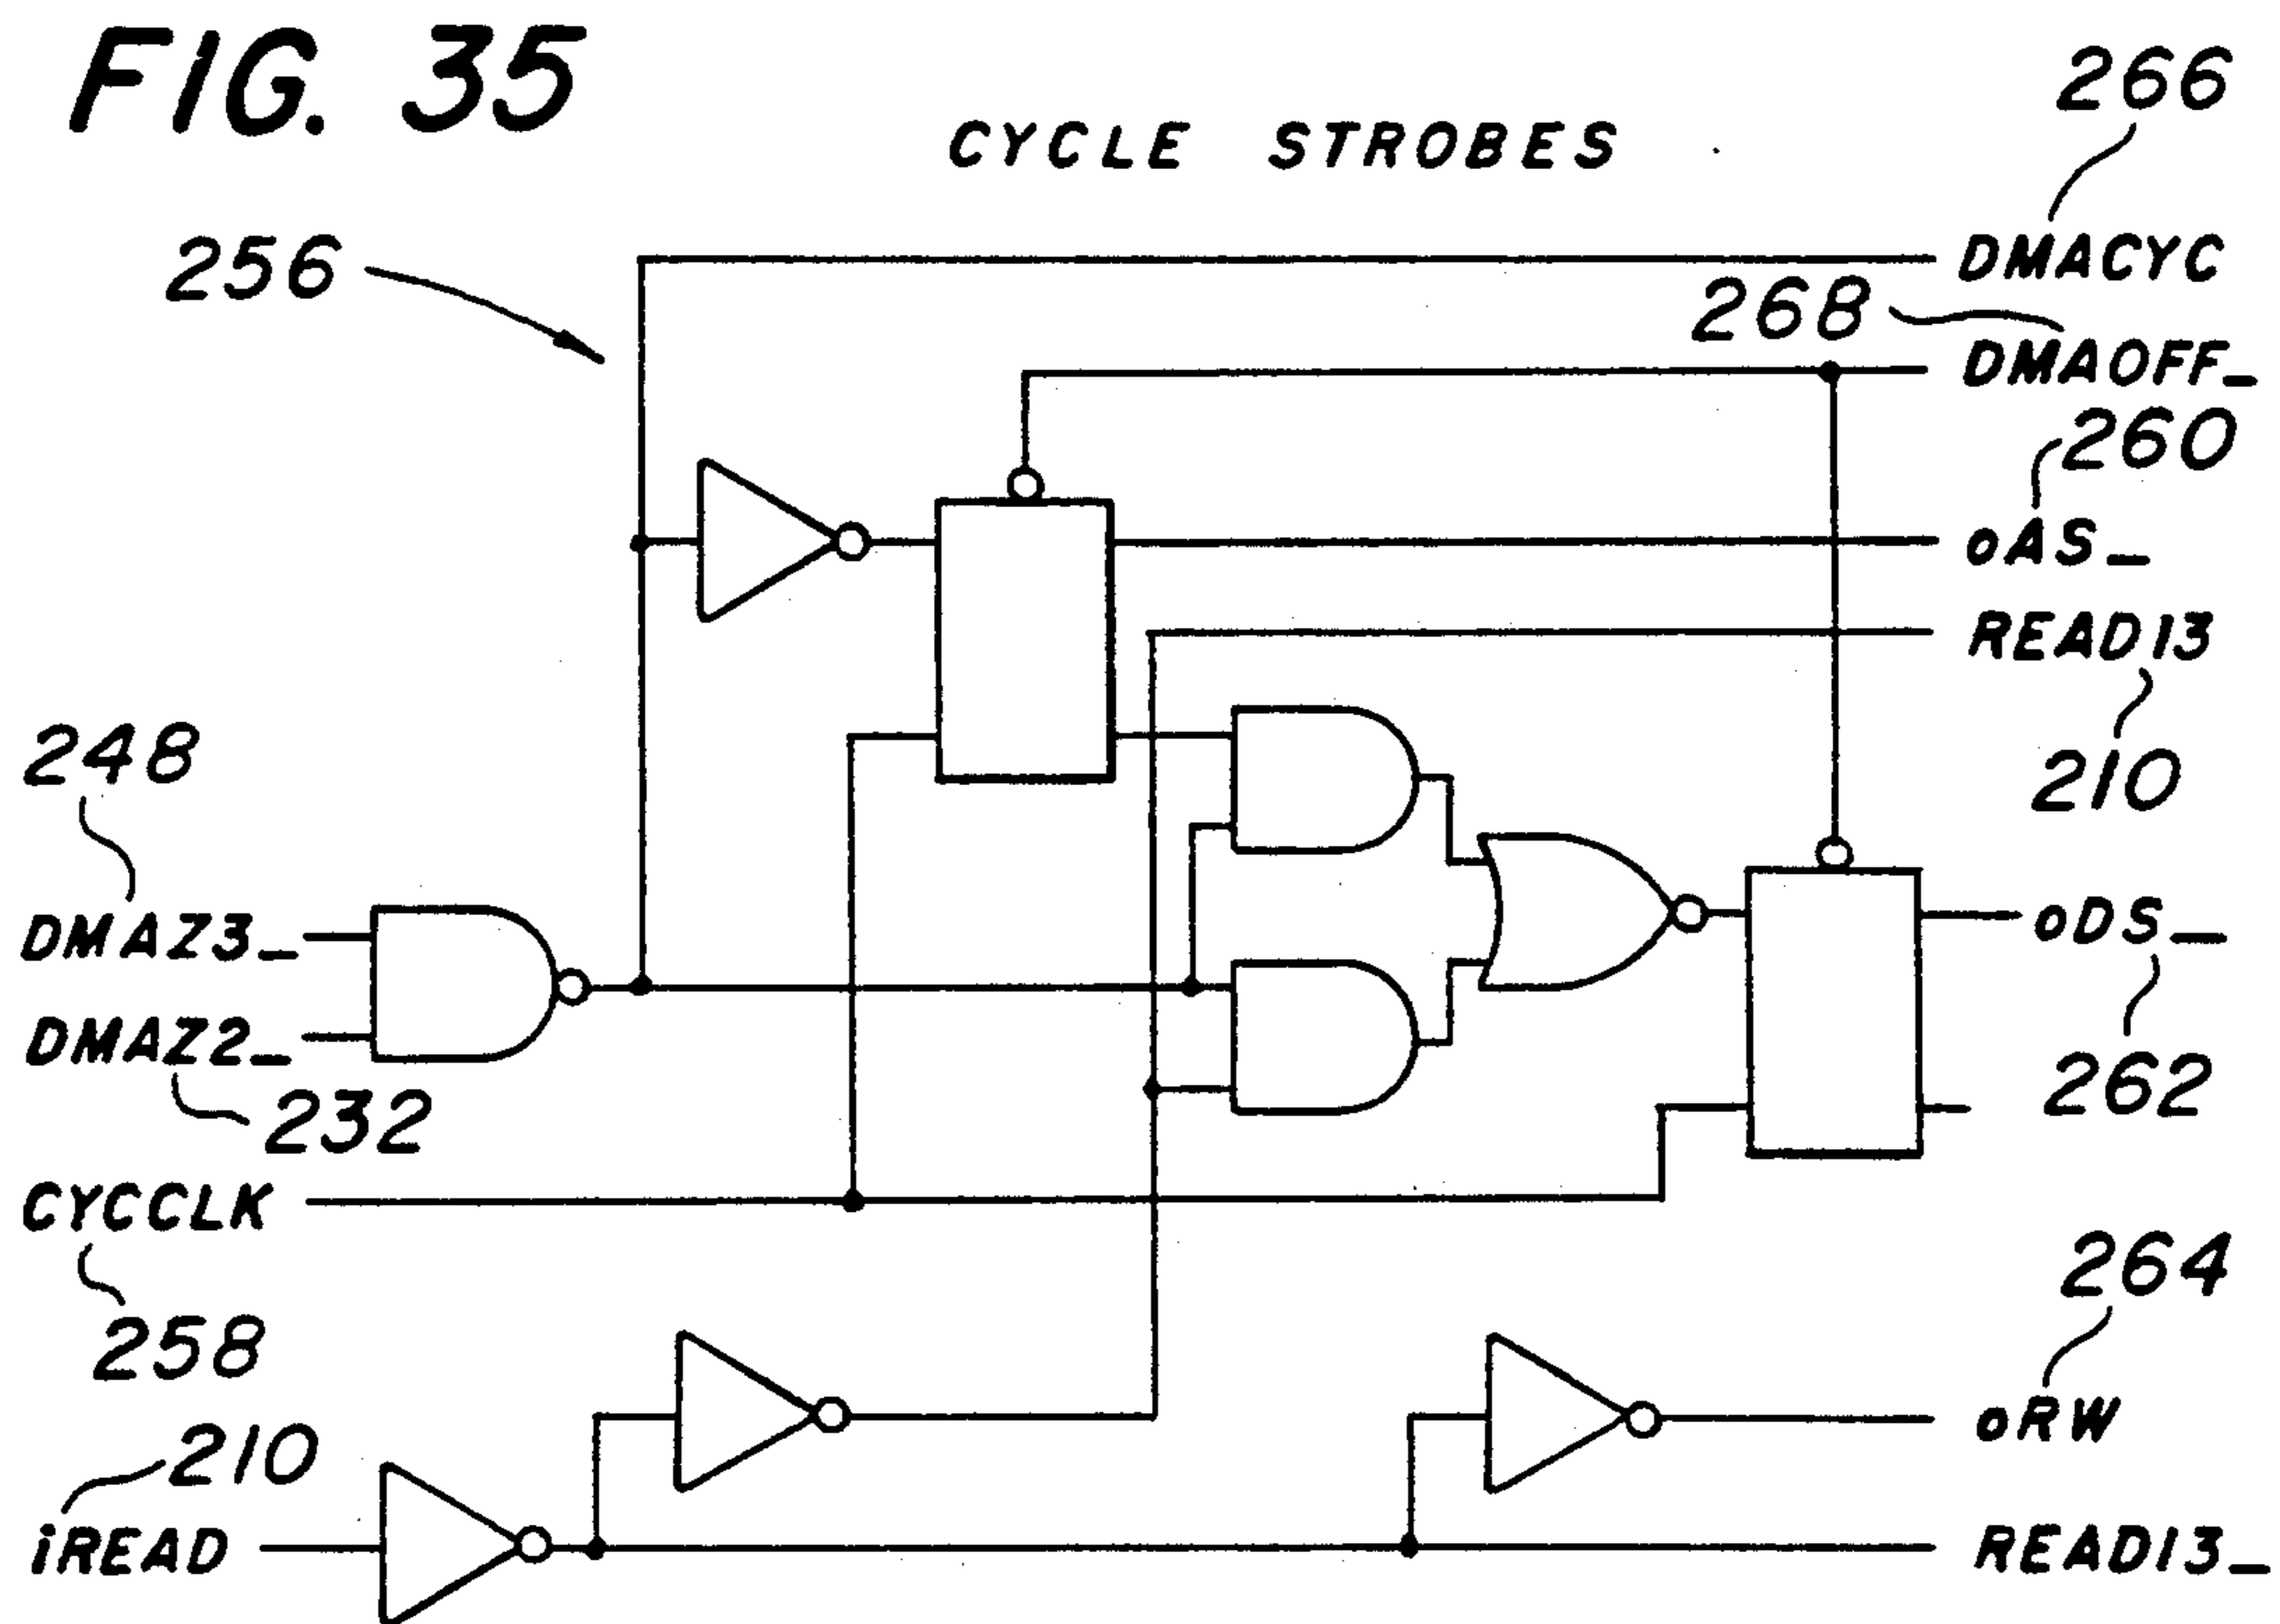 FIG. 35
CYCLE STROBES
266
256
DMACYC
268
DMAOFF_
260
oAS_
READ13
248
210
DMAZ3_
oDS_
DMAZ2_
232
262
CYCCLK
264
258
oRW
210
iREAD
READ13_